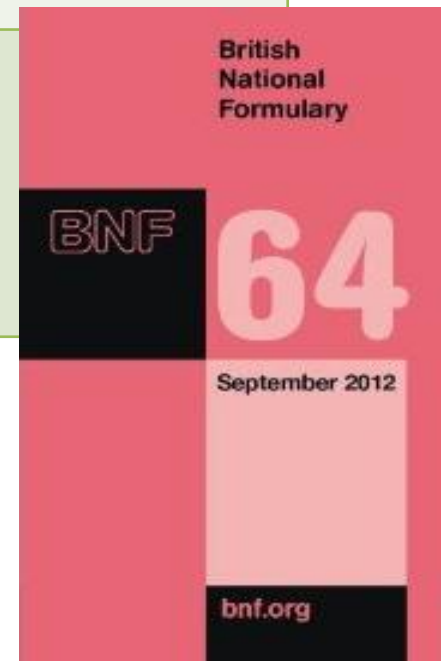 British
National
Formulary
BNF
64
September 2012
bnf.org